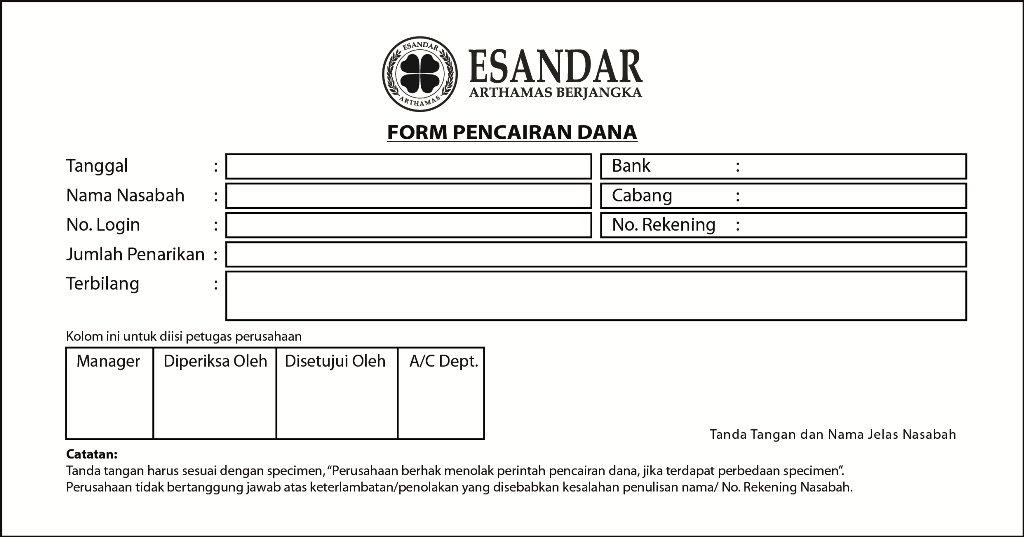 ESANDAR
ARTHAMAS
ESANDAR
ARTHAMAS BERJANGKA
FORM PENCAIRAN DANA
Tanggal :
Bank :
Nama Nasabah :
Cabang :
No. Login :
No. Rekening :
Jumlah Penarikan :
Terbilang :
Kolom ini untuk diisi petugas perusahaan
Manager Diperiksa Oleh Disetujui Oleh A/C Dept.
Tanda Tangan dan Nama Jelas Nasabah
Catatan:
Tanda tangan harus sesuai dengan specimen, “Perusahaan berhak menolak perintah pencairan dana, jika terdapat perbedaan specimen”.
Perusahaan tidak bertanggung jawab atas keterlambatan/penolakan yang disebabkan kesalahan penulisan nama/ No. Rekening Nasabah.